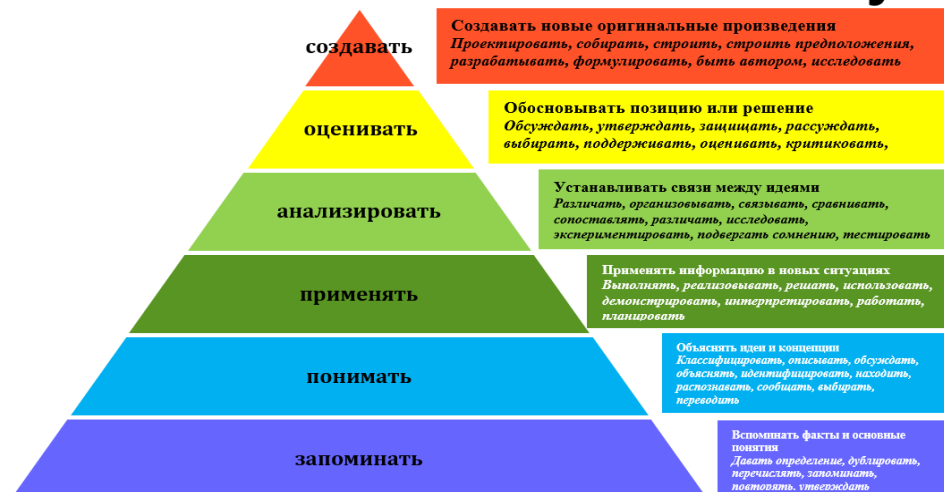 создавать
Создавать новые оригинальные произведения
Проектировать, собирать, строить, строить предположения,
разрабатывать, формулировать, быть автором, исследовать
оценивать
Обосновывать позицию или решение
Обсуждать, утверждать, защищать, рассуждать,
выбирать, поддерживать, оценивать, критиковать,
анализировать
Устанавливать связи между идеями
Различать, организовывать, связывать, сравнивать,
сопоставлять, различать, исследовать,
экспериментировать, подвергать сомнению, тестировать
применять
Применять информацию в новых ситуациях
Выполнять, реализовывать, решать, использовать,
демонстрировать, интерпретировать, работать,
планировать
понимать
Объяснять идеи и концепции
Классифицировать, описывать, обсуждать,
объяснять, идентифицировать, находить,
распознавать, сообщать, выбирать,
переводить
запоминать
Вспоминать факты и основные
понятия
Давать определение, дублировать,
перечислять, запоминать,
повторять, утверждать